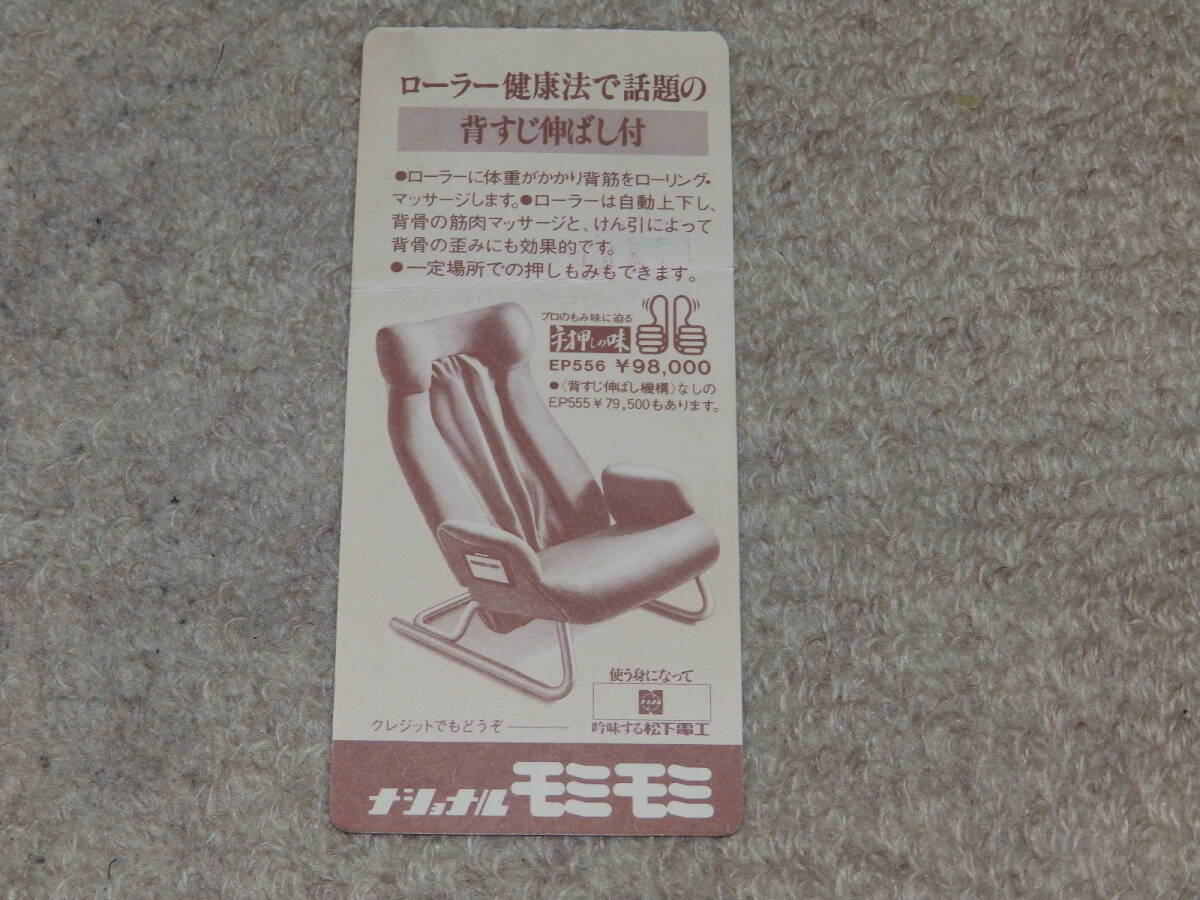 ローラー健康法で話題の
背すじ伸ばし付
●ローラーに体重がかかり背筋をローリング・
マッサージします。●ローラーは自動上下し、
背骨の筋肉マッサージと、けん引によって
背骨の歪みにも効果的です。
●一定場所での押しもみもできます。
プロのもみ味に迫る
手押しの味
EP556 ¥98,000
●〈背すじ伸ばし機構〉なしの
EP555¥79,500もあります。
使う身になって
ナショナル
吟味する松下電工
クレジットでもどうぞ
ナショナル モミモミ